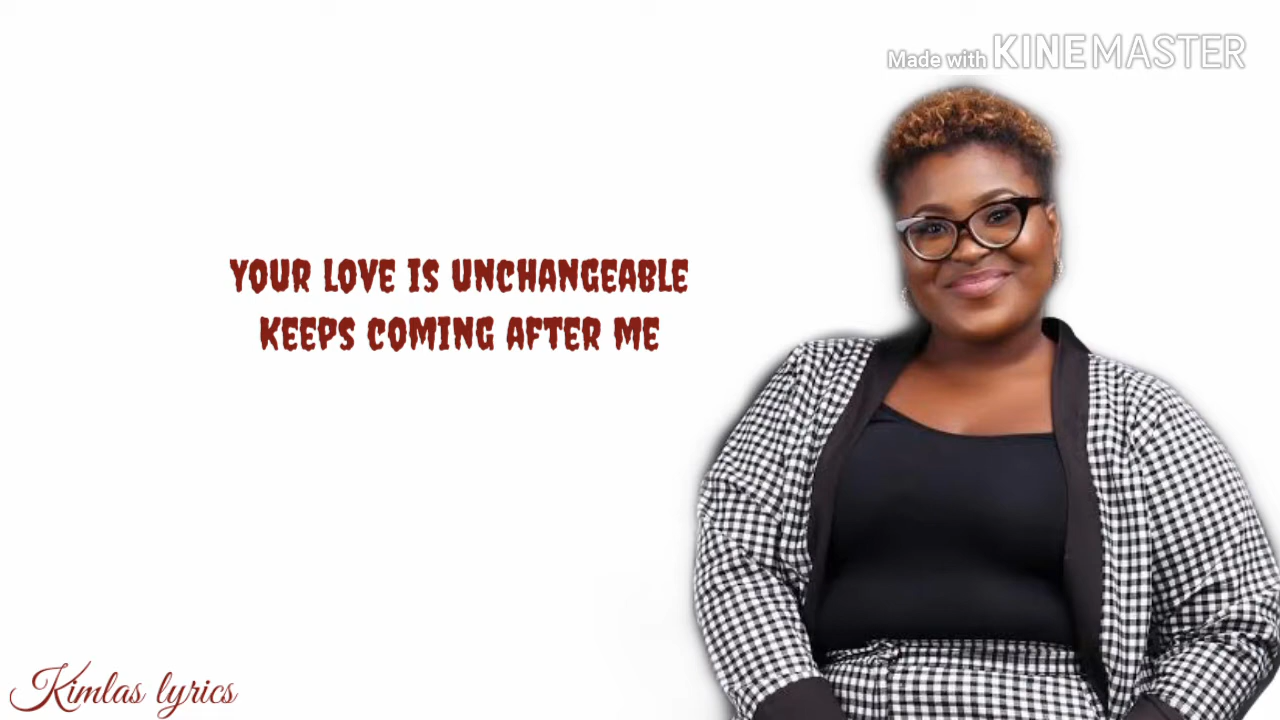 Made with KINEMASTER
YOUR LOVE IS UNCHANGEABLE
KEEPS COMING AFTER ME
Kimlas lyrics